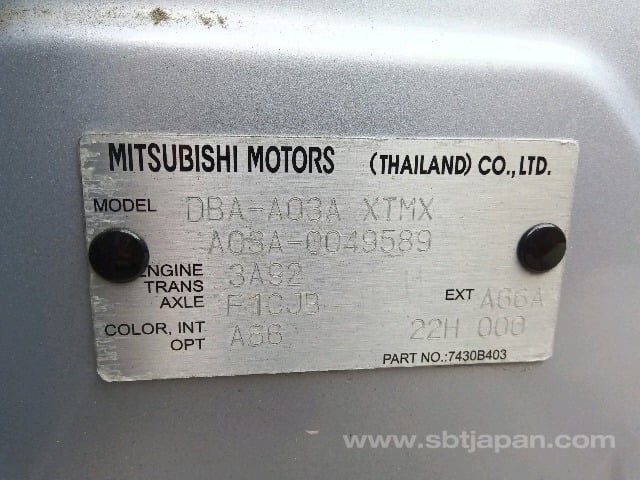 MITSUBISHI MOTORS (THAILAND) CO.,LTD.
MODEL DBA-A03A XTMX
A03A-0049589
ENGINE 3A92
TRANS
AXLE F1CJB EXT A66A
COLOR, INT A66 22H 000
OPT
PART NO.:7430B403
www.sbtjapan.com